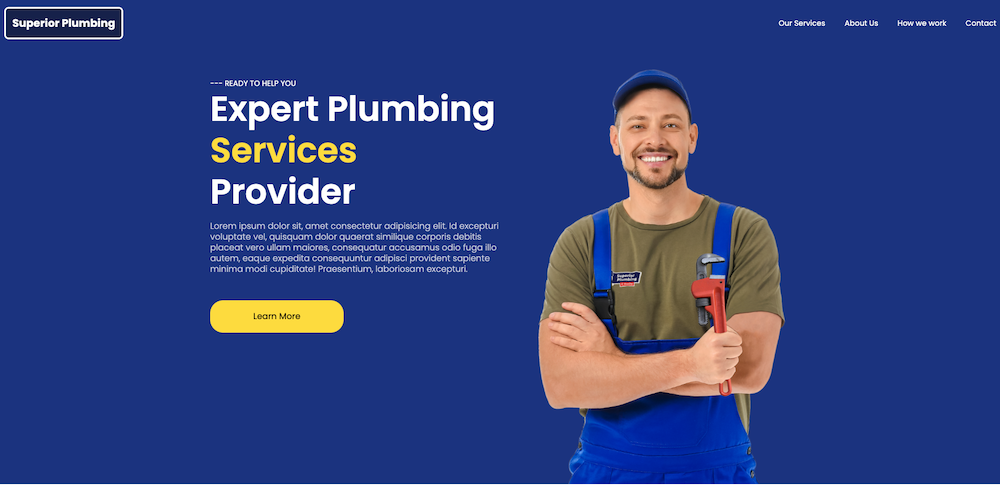 Superior Plumbing
Our Services About Us How we work Contact
--- READY TO HELP YOU
Expert Plumbing
Services
Provider
Lorem ipsum dolor sit, amet consectetur adipisicing elit. Id excepturi
voluptate vel, quisquam dolor quaerat similique corporis debitis
placeat vero ullam maiores, consequatur accusamus odio fuga illo
autem, eaque expedita consequuntur adipisci provident sapiente
minima modi cupiditate! Praesentium, laboriosam excepturi.
Learn More
Superior
Plumbing